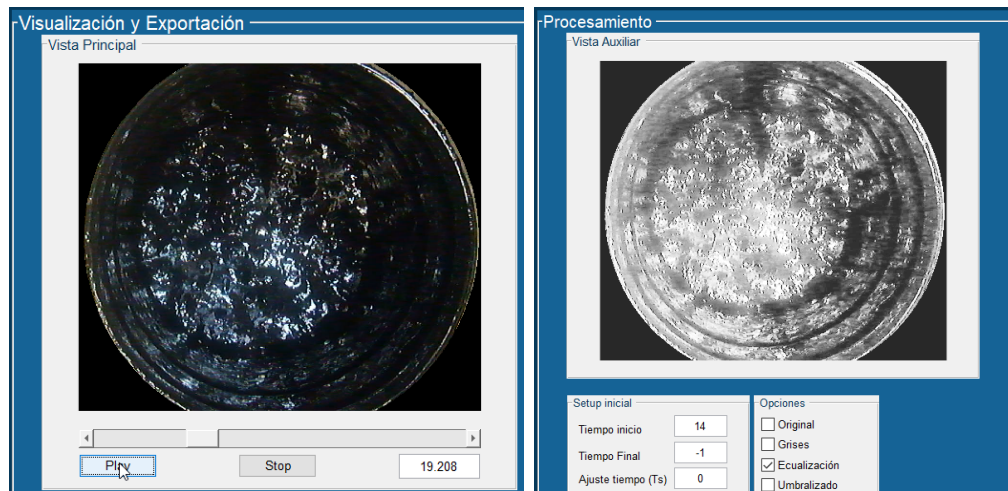 Visualización y Exportación
Vista Principal
Play
Stop
19.208
Procesamiento
Vista Auxiliar
Setup inicial
Tiempo inicio
14
Tiempo Final
-1
Ajuste tiempo (Ts)
0
Opciones
Original
Grises
Ecualización
Umbralizado